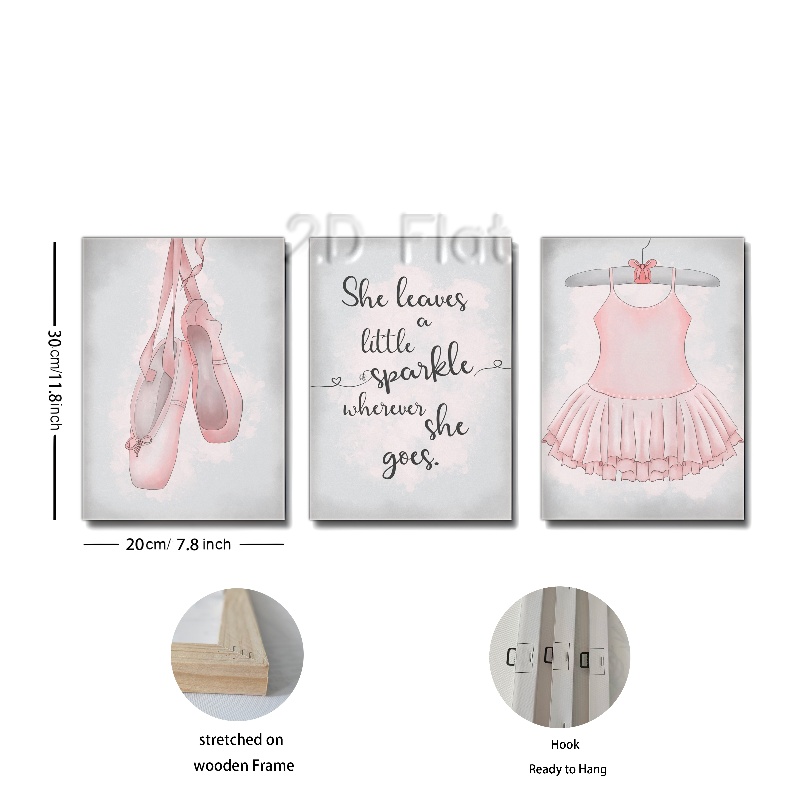 2D Flat
She leaves
a
little
of sparkle
wherever she
goes.
30cm/11.8inch
20cm/ 7.8 inch
stretched on
wooden Frame
Hook
Ready to Hang